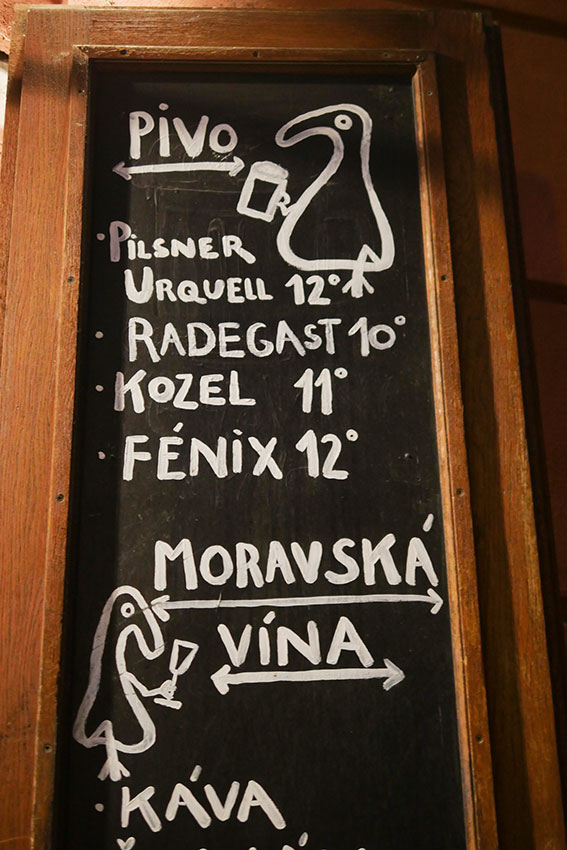 PIVO
• PILSNER
URQUELL 12°
• RADEGAST 10°
• KOZEL 11°
• FÉNIX 12°
MORAVSKÁ
VÍNA
• KÁVA